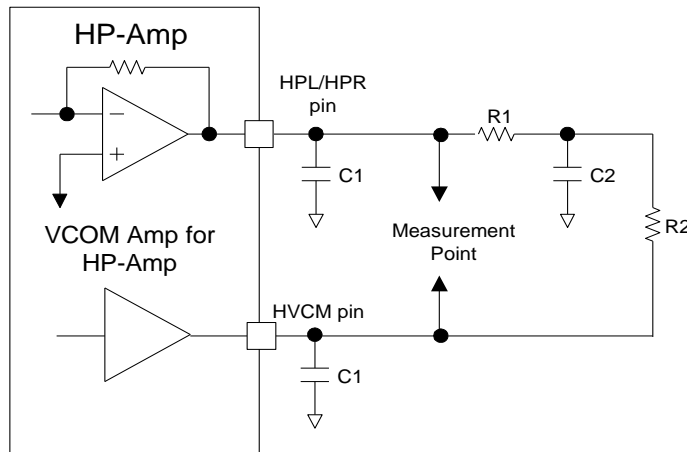 HP-Amp
HPL/HPR
pin
R1
−
+
C1
C2
R2
VCOM Amp for
HP-Amp
Measurement
Point
HVCM pin
C1